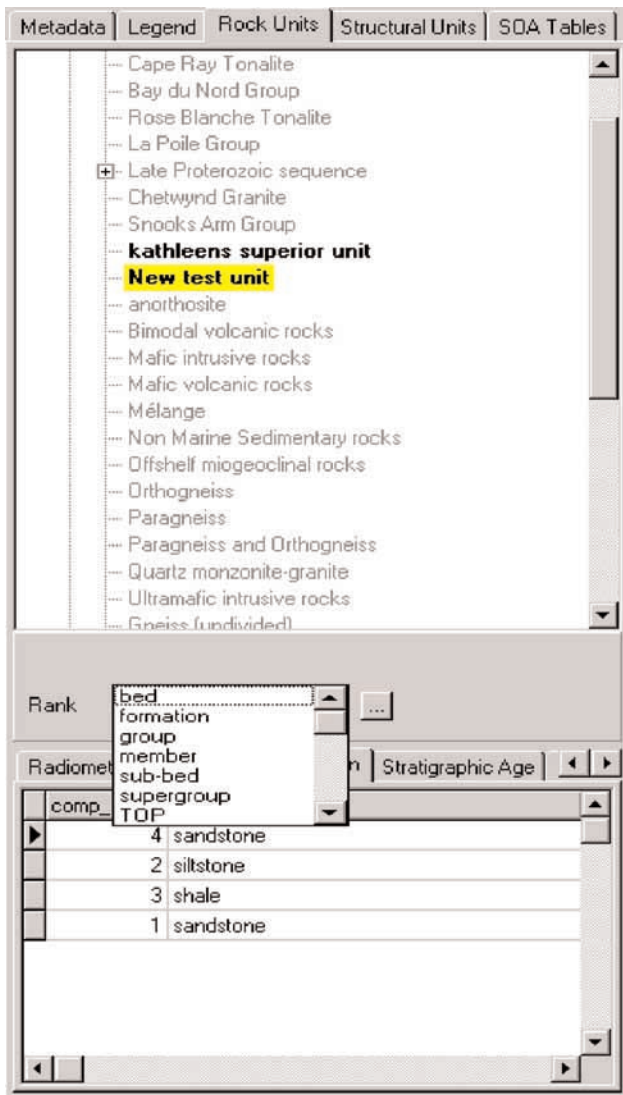 Metadata Legend Rock Units Structural Units SOA Tables
Cape Ray Tonalite
Bay du Nord Group
Rose Blanche Tonalite
La Poile Group
Late Proterozoic sequence
Chetwynd Granite
Snooks Arm Group
kathleens superior unit
New test unit
anorthosite
Bimodal volcanic rocks
Mafic intrusive rocks
Mafic volcanic rocks
Mélange
Non Marine Sedimentary rocks
Offshelf miogeoclinal rocks
Orthogneiss
Paragneiss
Paragneiss and Orthogneiss
Quartz monzonite-granite
Ultramafic intrusive rocks
Gneiss (undivided)
Rank
bed
formation
group
member
sub-bed
supergroup
TOP
...
Radiomet n Stratigraphic Age
comp_
4 sandstone
2 siltstone
3 shale
1 sandstone